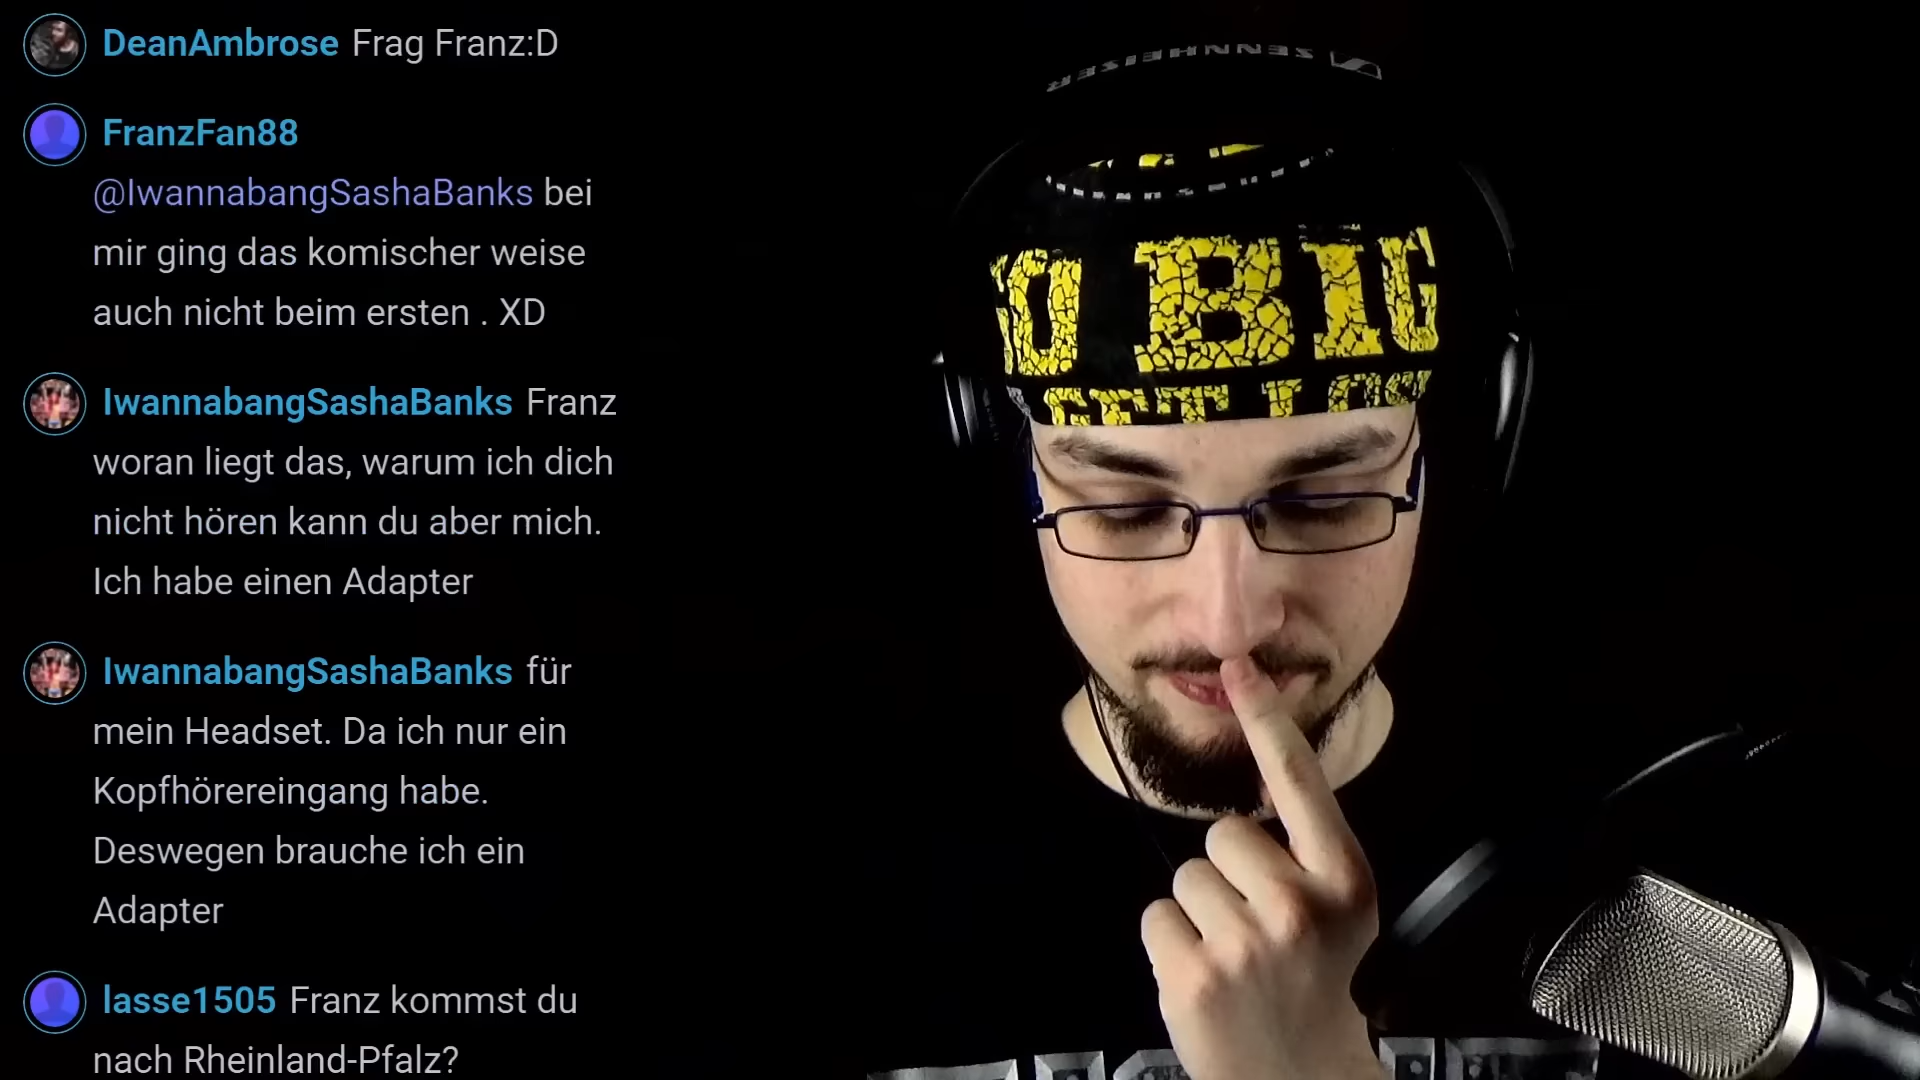 DeanAmbrose Frag Franz:D
FranzFan88
@IwannabangSashaBanks bei
mir ging das komischer weise
auch nicht beim ersten . XD
IwannabangSashaBanks Franz
woran liegt das, warum ich dich
nicht hören kann du aber mich.
Ich habe einen Adapter
IwannabangSashaBanks für
mein Headset. Da ich nur ein
Kopfhörereingang habe.
Deswegen brauche ich ein
Adapter
lasse1505 Franz kommst du
nach Rheinland-Pfalz?
SENNHEISER
BIG
GET